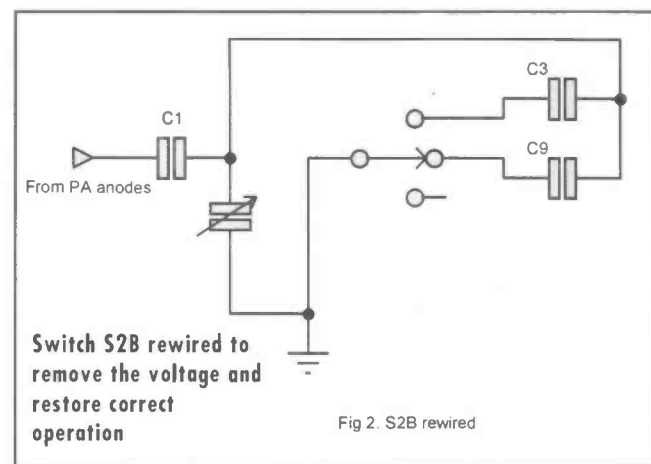 C3
C1
C9
From PA anodes
Switch S2B rewired to
remove the voltage and
restore correct
operation
Fig 2. S2B rewired